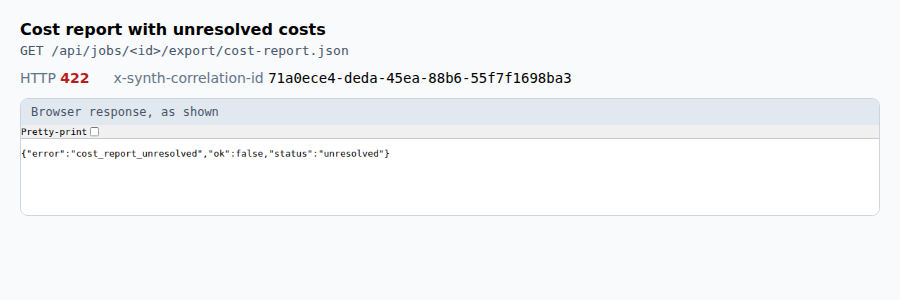 Cost report with unresolved costs
GET /api/jobs/<id>/export/cost-report.json
HTTP 422 x-synth-correlation-id 71a0ece4-deda-45ea-88b6-55f7f1698ba3
Browser response, as shown
Pretty-print
{"error":"cost_report_unresolved","ok":false,"status":"unresolved"}